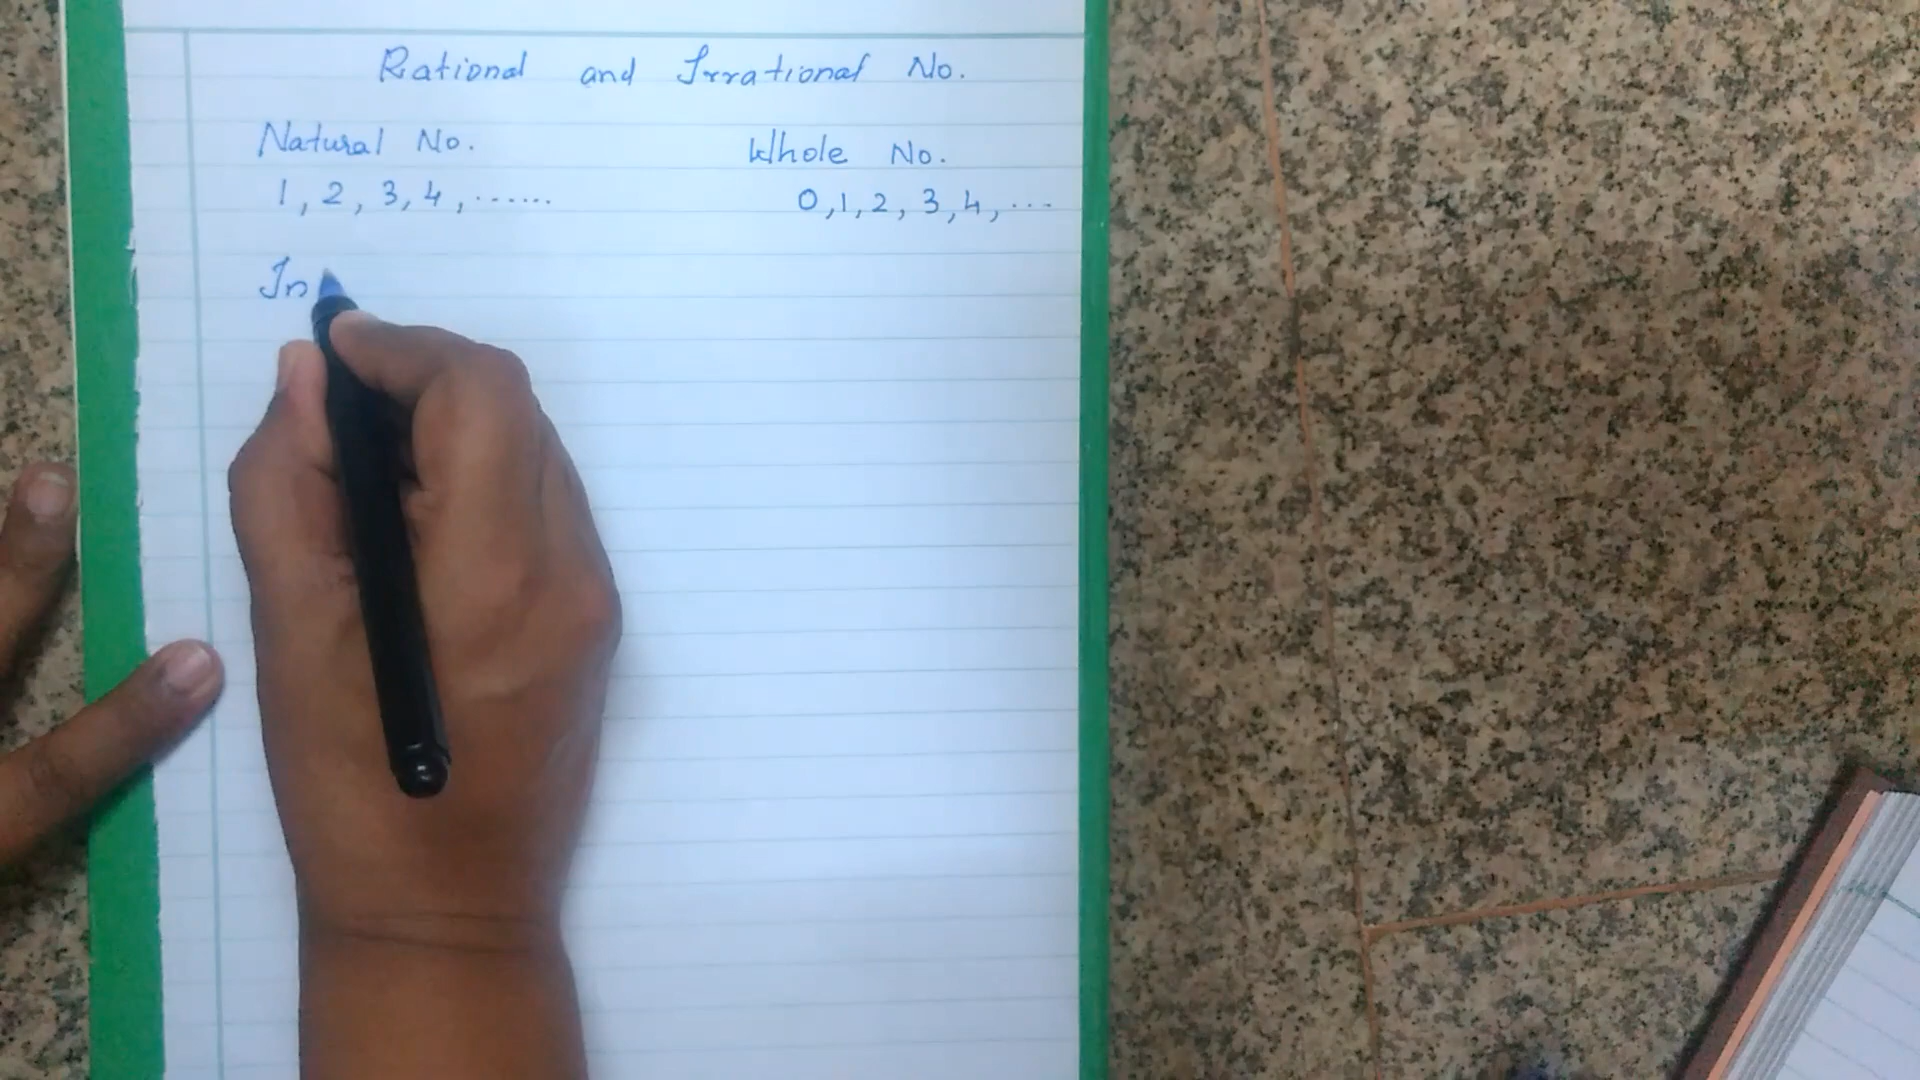 Rational and Irrational No.
Natural No.
1, 2, 3, 4, ......
Whole No.
0, 1, 2, 3, 4, ...
In